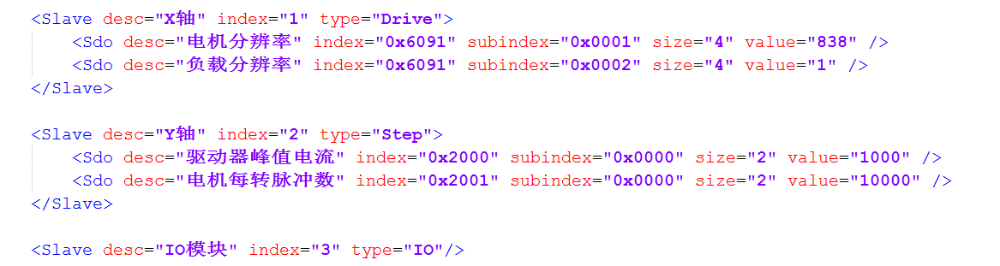 <Slave desc="X轴" index="1" type="Drive">
<Sdo desc="电机分辨率" index="0x6091" subindex="0x0001" size="4" value="838" />
<Sdo desc="负载分辨率" index="0x6091" subindex="0x0002" size="4" value="1" />
</Slave>
<Slave desc="Y轴" index="2" type="Step">
<Sdo desc="驱动器峰值电流" index="0x2000" subindex="0x0000" size="2" value="1000" />
<Sdo desc="电机每转脉冲数" index="0x2001" subindex="0x0000" size="2" value="10000" />
</Slave>
<Slave desc="IO模块" index="3" type="IO"/>